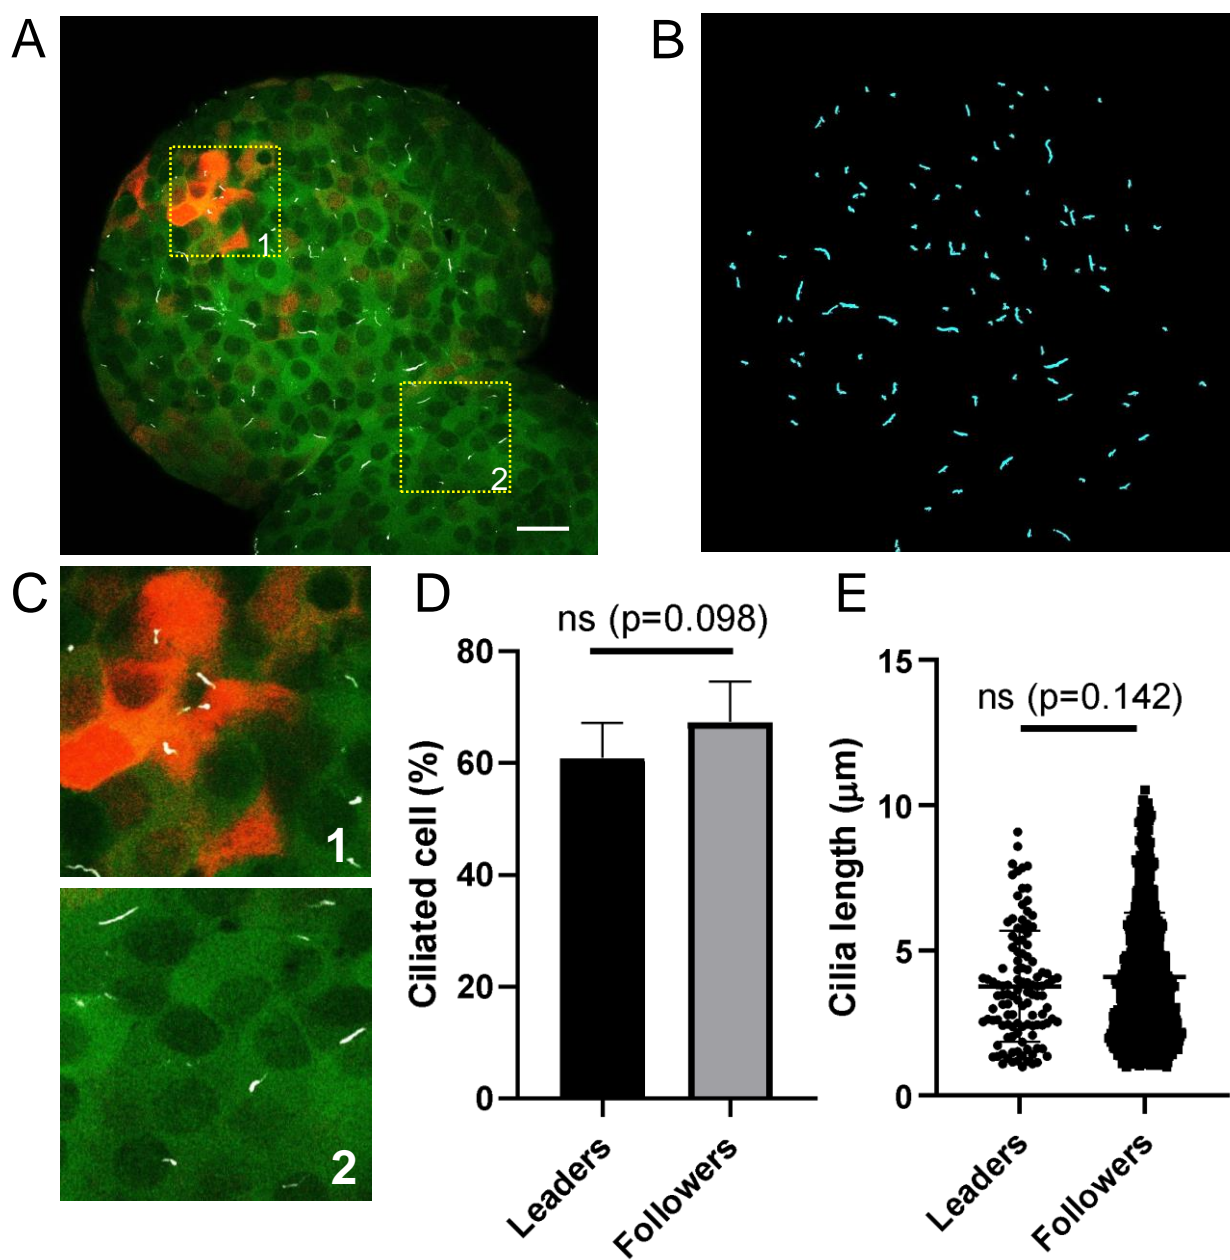 A
B
1
2
C
1
2
D
ns (p=0.098)
80
60
40
20
0
Ciliated cell (%)
Leaders
Followers
E
ns (p=0.142)
15
10
5
0
Cilia length (μm)
Leaders
Followers